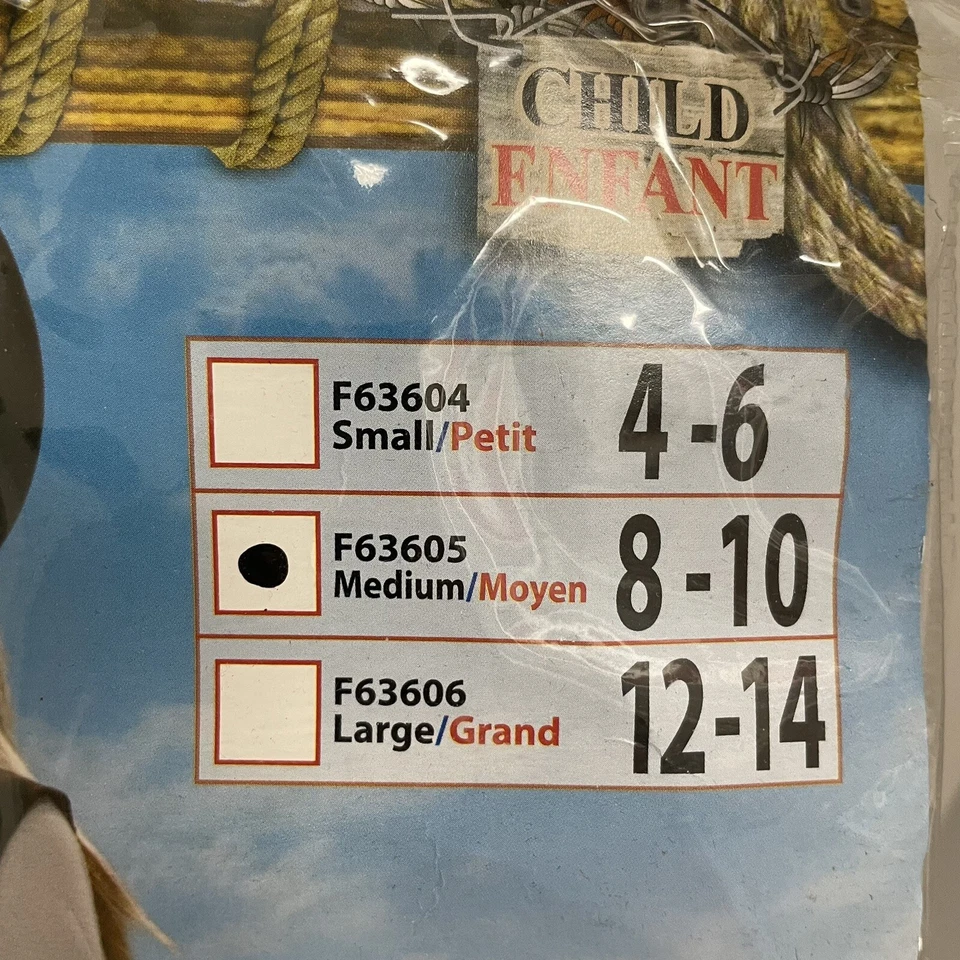 CHILD
ENFANT
F63604
Small/Petit
4-6
F63605
Medium/Moyen
8-10
F63606
Large/Grand
12-14